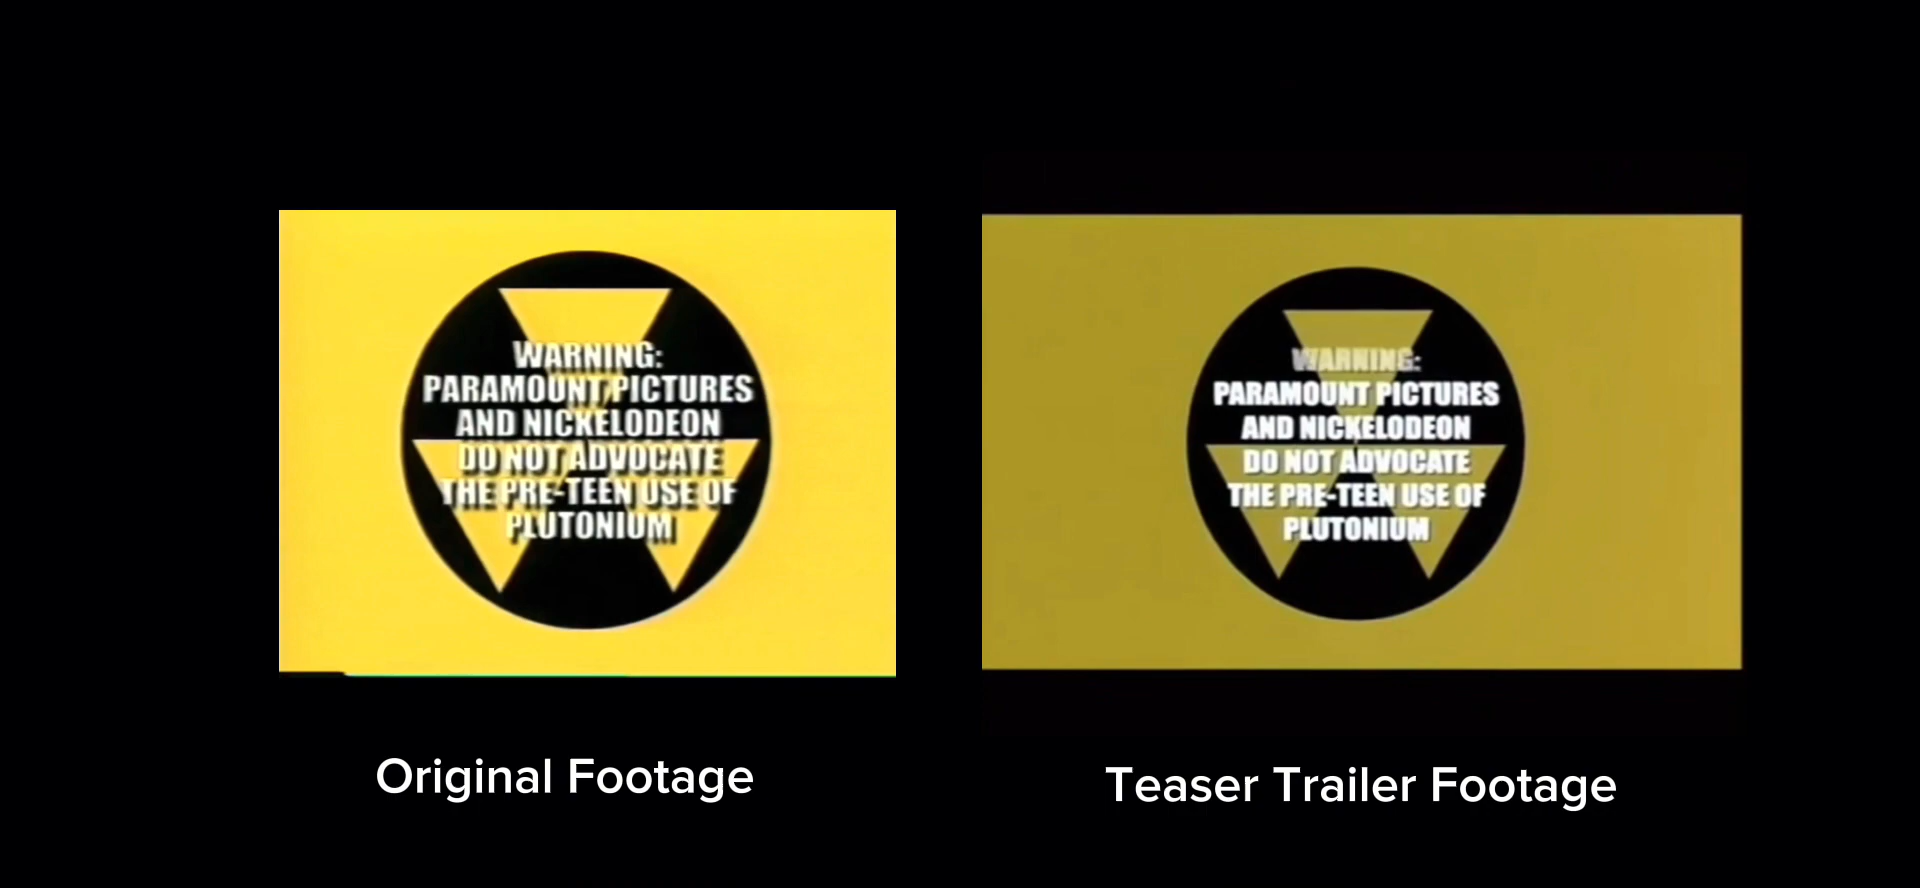 WARNING:
PARAMOUNT PICTURES
AND NICKELODEON
DO NOT ADVOCATE
THE PRE-TEEN USE OF
PLUTONIUM
Original Footage
WARNING:
PARAMOUNT PICTURES
AND NICKELODEON
DO NOT ADVOCATE
THE PRE-TEEN USE OF
PLUTONIUM
Teaser Trailer Footage